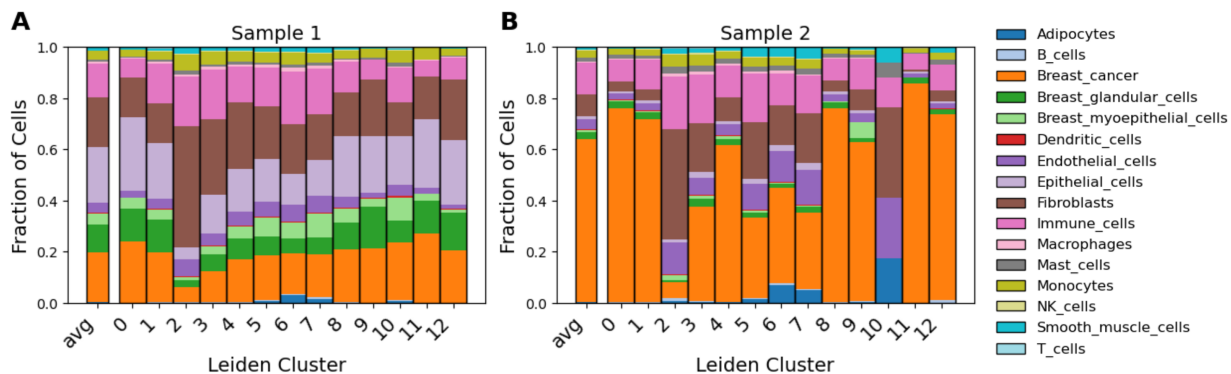 A
Sample 1
Fraction of Cells
1.0
0.8
0.6
0.4
0.2
0.0
avg 0 1 2 3 4 5 6 7 8 9 10 11 12
Leiden Cluster
B
Sample 2
Fraction of Cells
1.0
0.8
0.6
0.4
0.2
0.0
avg 0 1 2 3 4 5 6 7 8 9 10 11 12
Leiden Cluster
Adipocytes
B_cells
Breast_cancer
Breast_glandular_cells
Breast_myoepithelial_cells
Dendritic_cells
Endothelial_cells
Epithelial_cells
Fibroblasts
Immune_cells
Macrophages
Mast_cells
Monocytes
NK_cells
Smooth_muscle_cells
T_cells